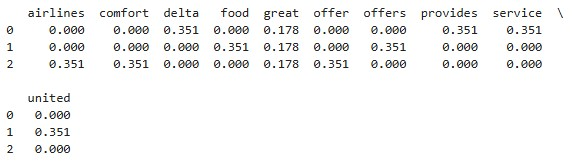 airlines comfort delta food great offer offers provides service \
0 0.000 0.000 0.351 0.000 0.178 0.000 0.000 0.351 0.351
1 0.000 0.000 0.000 0.351 0.178 0.000 0.351 0.000 0.000
2 0.351 0.351 0.000 0.000 0.178 0.351 0.000 0.000 0.000
united
0 0.000
1 0.351
2 0.000